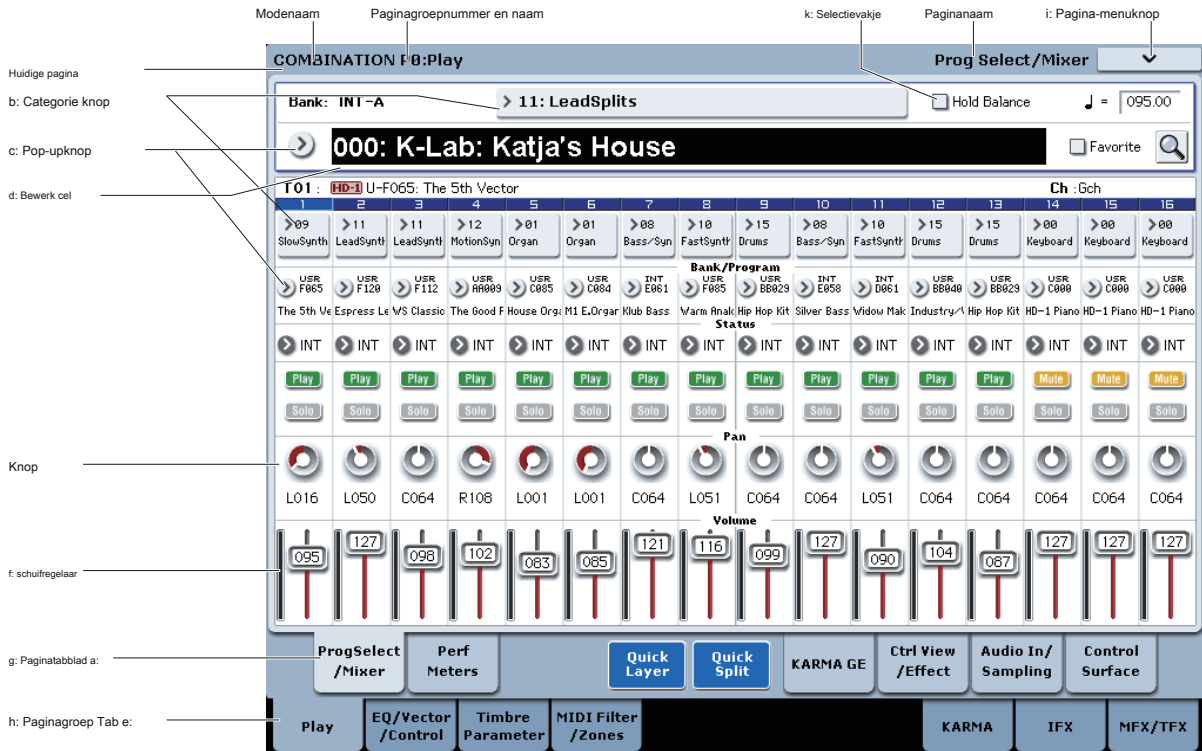 Modenaam Paginagroepnummer en naam k: Selectievakje Paginanaam i: Pagina-menuknop
COMBINATION P0:Play Prog Select/Mixer
Huidige pagina
b: Categorie knop
Bank: INT-A 11: LeadSplits Hold Balance ♩ = 095.00
c: Pop-upknop
000: K-Lab: Katja's House Favorite
d: Bewerk cel
T01 : HD-1 U-F065: The 5th Vector Ch :Gch
1 2 3 4 5 6 7 8 9 10 11 12 13 14 15 16
09 11 11 12 01 01 08 10 15 08 10 15 15 00 00 00
SlowSynth LeadSynth LeadSynth MotionSyn Organ Organ Bass/Syn FastSynth Drums Bass/Syn FastSynth Drums Drums Keyboard Keyboard Keyboard
Bank/Program
USR USR USR USR USR USR INT USR USR INT INT USR USR USR USR USR
F065 F120 F112 AA009 C085 C084 E061 F085 BB029 E058 D061 BB040 BB029 C000 C000 C000
The 5th Ve Espress Le WS Classic The Good F House Orga M1 E.Organ Klub Bass Warm Analo Hip Hop Kit Silver Bass Widow Mak Industry/ Hip Hop Kit HD-1 Piano HD-1 Piano HD-1 Piano
Status
INT INT INT INT INT INT INT INT INT INT INT INT INT INT INT INT
Play Play Play Play Play Play Play Play Play Play Play Play Play Mute Mute Mute
Solo Solo Solo Solo Solo Solo Solo Solo Solo Solo Solo Solo Solo Solo Solo Solo
Pan
Knop
L016 L050 C064 R108 L001 L001 C064 L051 C064 C064 L051 C064 C064 C064 C064 C064
Volume
095 127 098 102 083 085 121 116 099 127 090 104 087 127 127 127
f: schuifregelaar
g: Paginatabblad a:
ProgSelect /Mixer Perf Meters Quick Layer Quick Split KARMA GE Ctrl View /Effect Audio In/ Sampling Control Surface
h: Paginagroep Tab e:
Play EQ/Vector /Control Timbre Parameter MIDI Filter /Zones KARMA IFX MFX/TFX